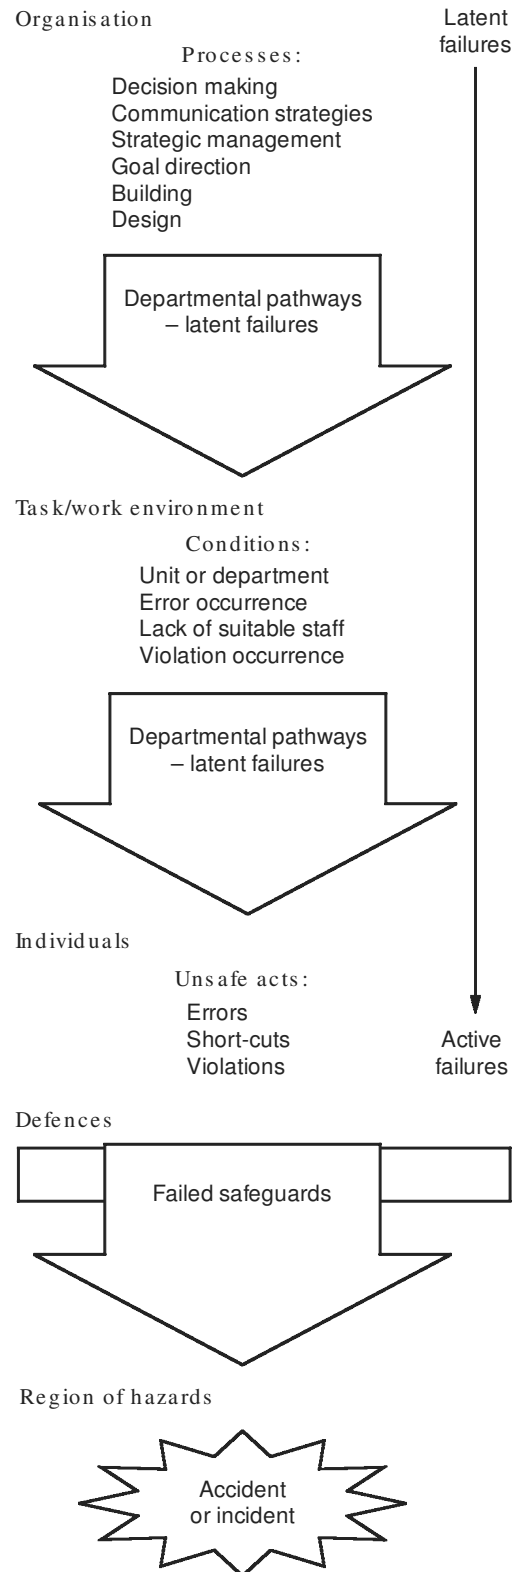 Organisation
Latent
failures
Processes:
Decision making
Communication strategies
Strategic management
Goal direction
Building
Design
Departmental pathways
– latent failures
Task/work environment
Conditions:
Unit or department
Error occurrence
Lack of suitable staff
Violation occurrence
Departmental pathways
– latent failures
Individuals
Unsafe acts:
Errors
Short-cuts
Violations
Active
failures
Defences
Failed safeguards
Region of hazards
Accident
or incident